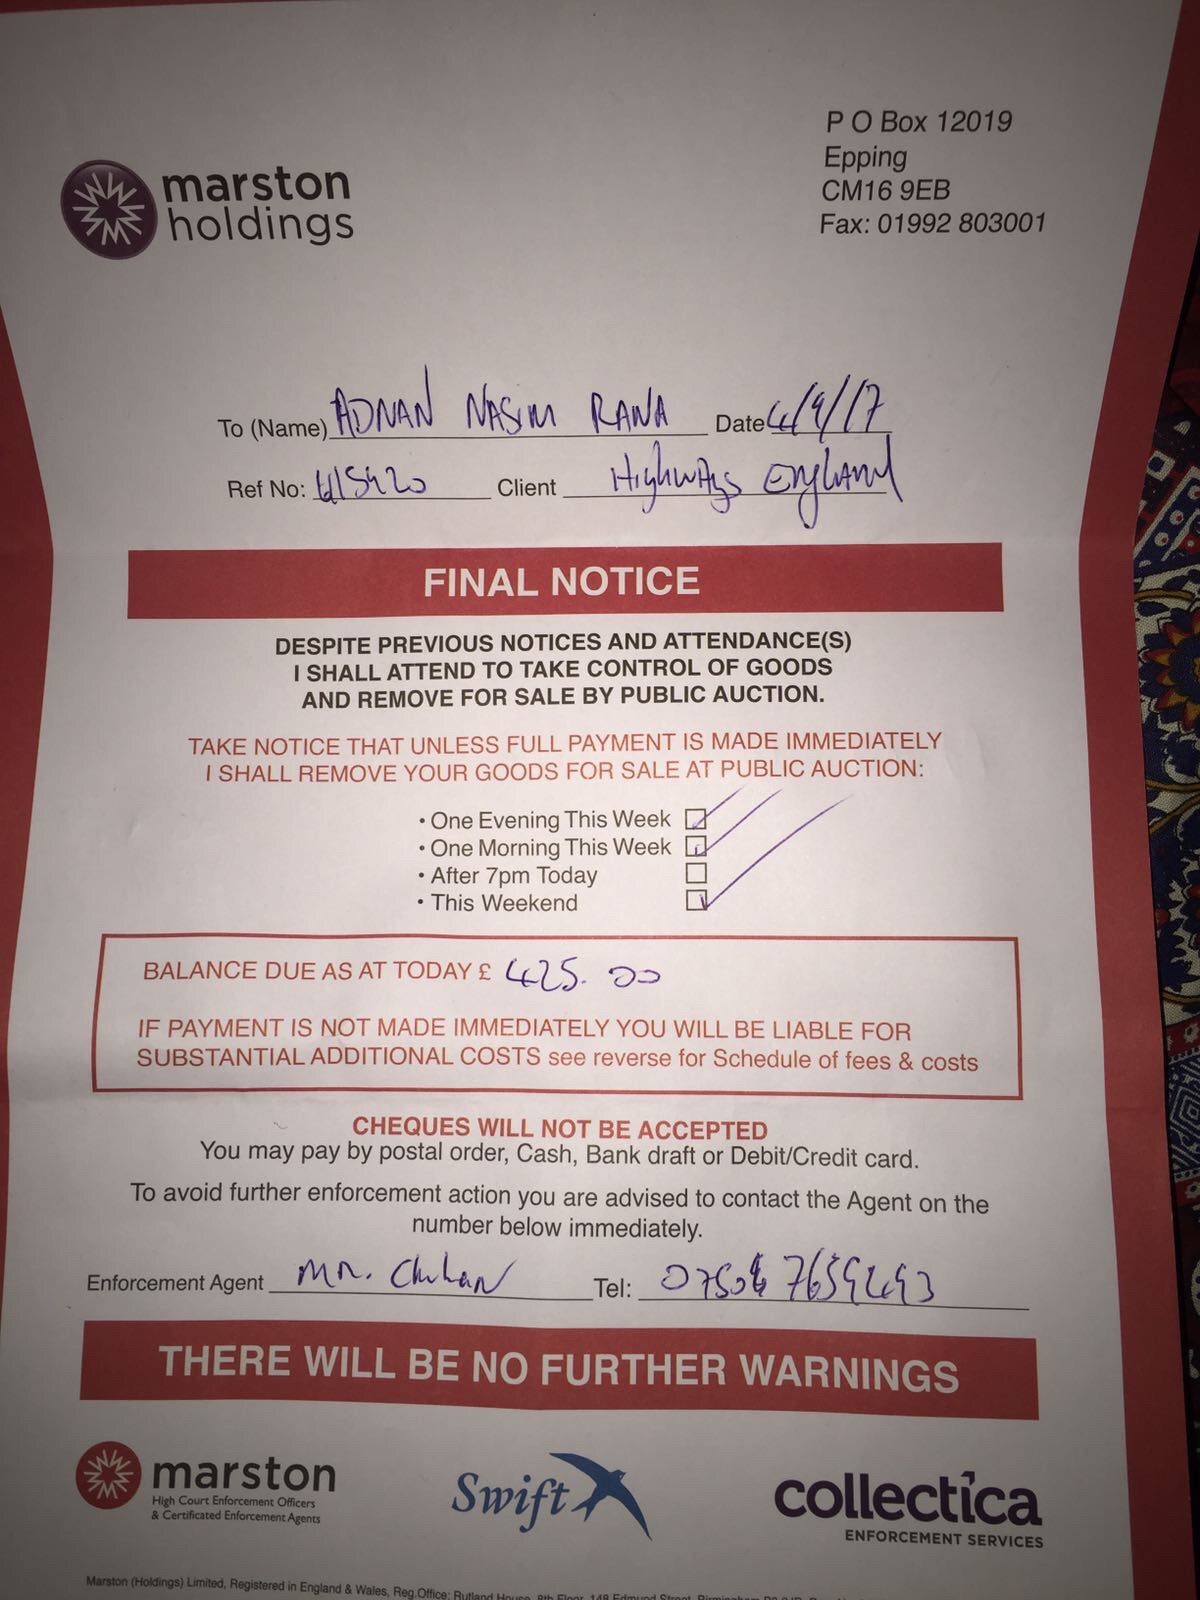 marston
holdings
P O Box 12019
Epping
CM16 9EB
Fax: 01992 803001
To (Name) ADNAN NASIM RANA Date 4/9/17
Ref No: Client Highways England
FINAL NOTICE
DESPITE PREVIOUS NOTICES AND ATTENDANCE(S)
I SHALL ATTEND TO TAKE CONTROL OF GOODS
AND REMOVE FOR SALE BY PUBLIC AUCTION.
TAKE NOTICE THAT UNLESS FULL PAYMENT IS MADE IMMEDIATELY
I SHALL REMOVE YOUR GOODS FOR SALE AT PUBLIC AUCTION:
• One Evening This Week
• One Morning This Week
• After 7pm Today
• This Weekend
BALANCE DUE AS AT TODAY £ 425.00
IF PAYMENT IS NOT MADE IMMEDIATELY YOU WILL BE LIABLE FOR
SUBSTANTIAL ADDITIONAL COSTS see reverse for Schedule of fees & costs
CHEQUES WILL NOT BE ACCEPTED
You may pay by postal order, Cash, Bank draft or Debit/Credit card.
To avoid further enforcement action you are advised to contact the Agent on the
number below immediately.
Enforcement Agent Mr. Tel:
THERE WILL BE NO FURTHER WARNINGS
marston
High Court Enforcement Officers
& Certificated Enforcement Agents
Swift
collectica
ENFORCEMENT SERVICES
Marston (Holdings) Limited, Registered in England & Wales, Reg.Office: Rutland House, 8th Floor, 148 Edmund Street,